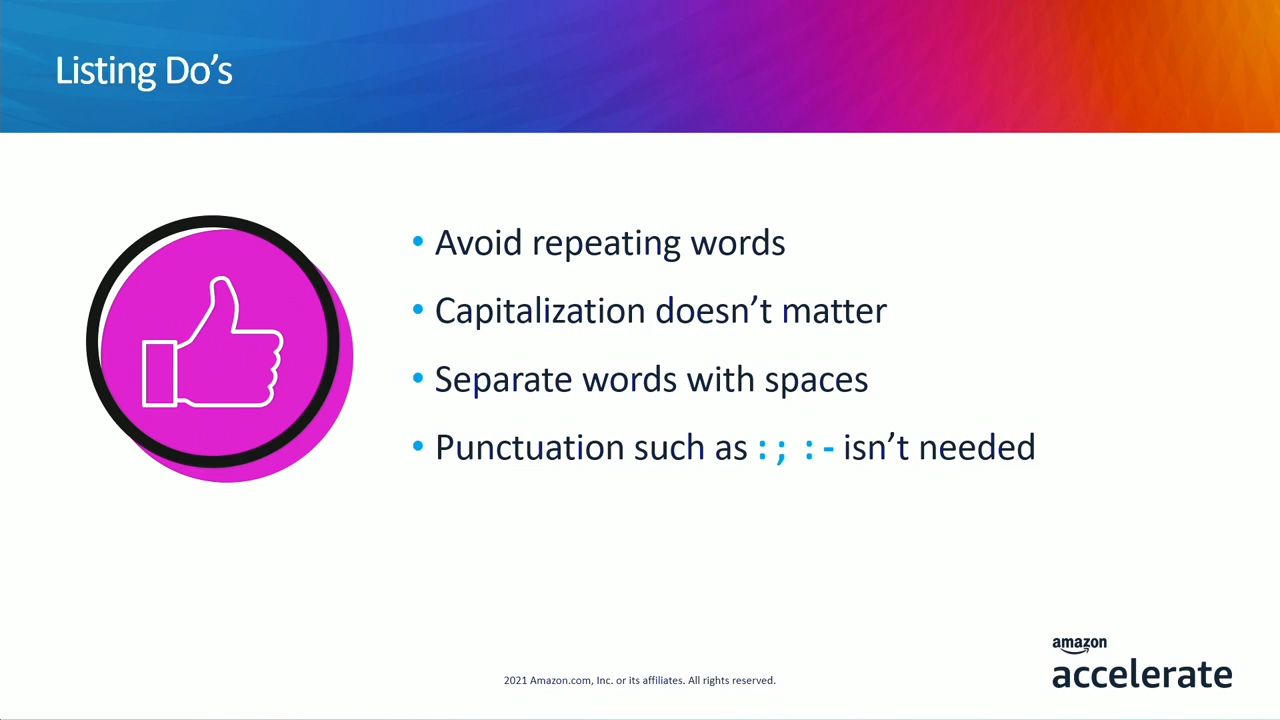 Listing Do’s
• Avoid repeating words
• Capitalization doesn’t matter
• Separate words with spaces
• Punctuation such as : ; : - isn’t needed
amazon
accelerate
2021 Amazon.com, Inc. or its affiliates. All rights reserved.